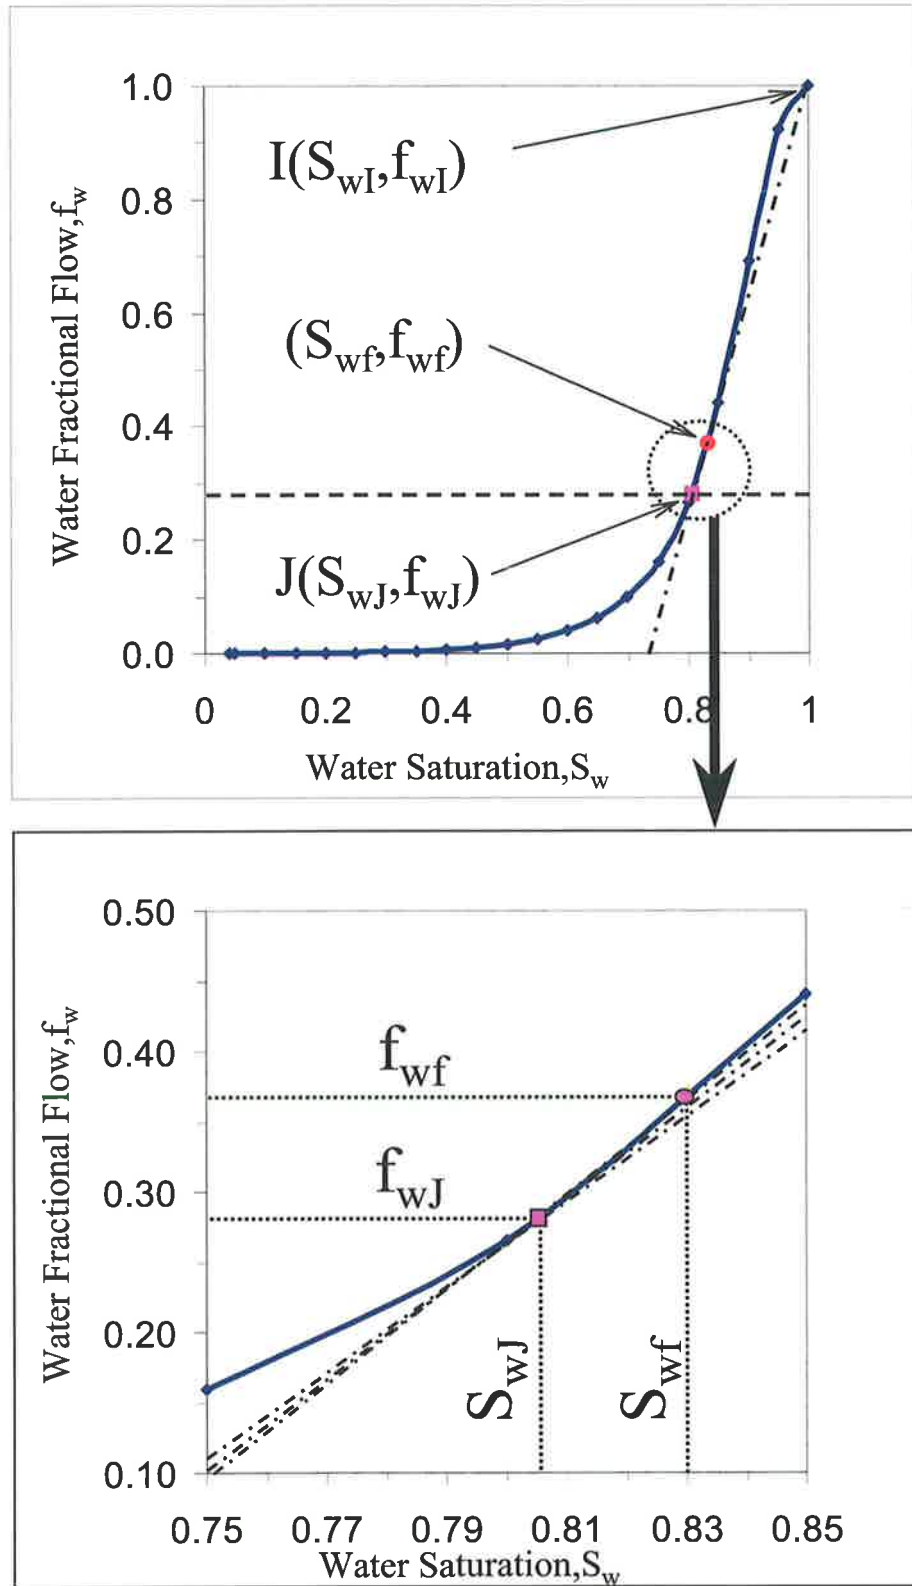 1.0
0.8
0.6
0.4
0.2
0.0
Water Fractional Flow,f_w
I(S_wI,f_wI)
(S_wf,f_wf)
J(S_wJ,f_wJ)
0 0.2 0.4 0.6 0.8 1
Water Saturation,S_w
0.50
0.40
0.30
0.20
0.10
Water Fractional Flow,f_w
f_wf
f_wJ
S_wJ
S_wf
0.75 0.77 0.79 0.81 0.83 0.85
Water Saturation,S_w